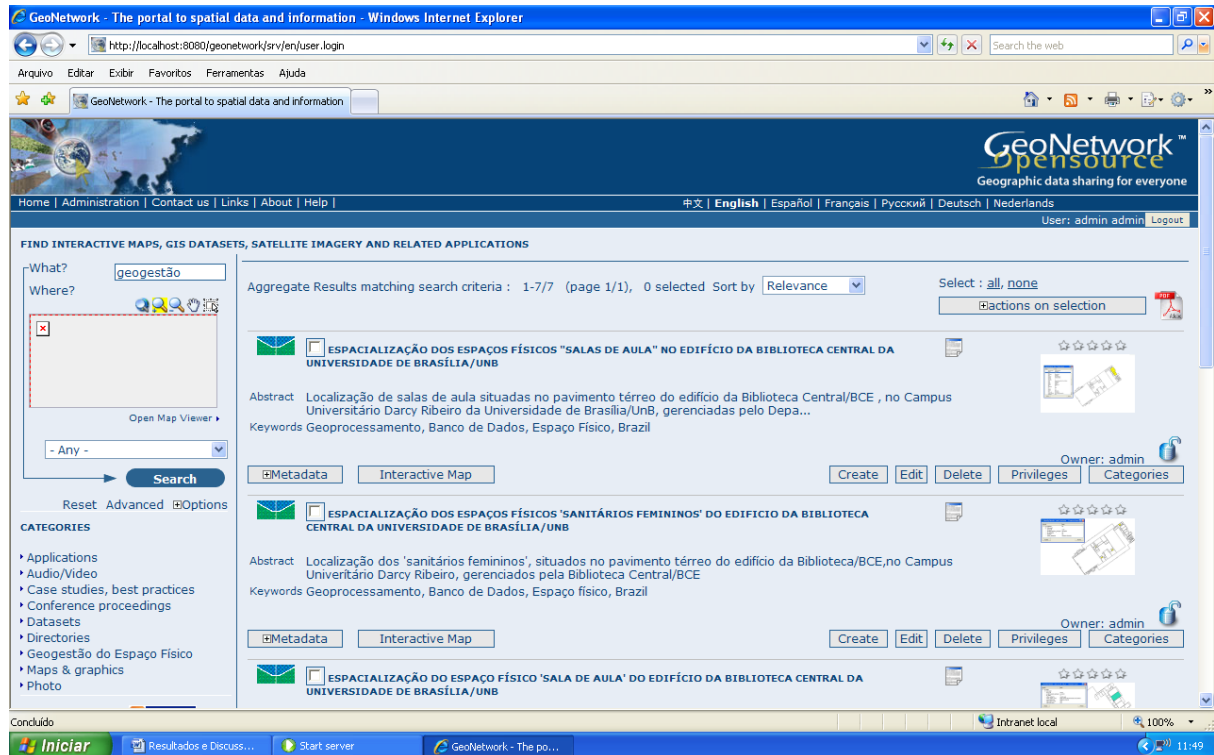 GeoNetwork - The portal to spatial data and information - Windows Internet Explorer
http://localhost:8080/geonetwork/srv/en/user.login
Search the web
Arquivo Editar Exibir Favoritos Ferramentas Ajuda
GeoNetwork - The portal to spatial data and information
GeoNetwork™
Opensource
Geographic data sharing for everyone
Home | Administration | Contact us | Links | About | Help |
中文 | English | Español | Français | Русский | Deutsch | Nederlands
User: admin admin Logout
FIND INTERACTIVE MAPS, GIS DATASETS, SATELLITE IMAGERY AND RELATED APPLICATIONS
What? geogestão
Where?
Open Map Viewer
- Any -
Search
Reset Advanced Options
CATEGORIES
Applications
Audio/Video
Case studies, best practices
Conference proceedings
Datasets
Directories
Geogestão do Espaço Físico
Maps & graphics
Photo
Aggregate Results matching search criteria : 1-7/7 (page 1/1), 0 selected Sort by Relevance
Select : all, none
actions on selection
PDF
ESPACIALIZAÇÃO DOS ESPAÇOS FÍSICOS "SALAS DE AULA" NO EDIFÍCIO DA BIBLIOTECA CENTRAL DA
UNIVERSIDADE DE BRASÍLIA/UNB
Abstract Localização de salas de aula situadas no pavimento térreo do edifício da Biblioteca Central/BCE , no Campus
Universitário Darcy Ribeiro da Universidade de Brasília/UnB, gerenciadas pelo Depa...
Keywords Geoprocessamento, Banco de Dados, Espaço Físico, Brazil
Owner: admin
Metadata Interactive Map Create Edit Delete Privileges Categories
ESPACIALIZAÇÃO DOS ESPAÇOS FÍSICOS 'SANITÁRIOS FEMININOS' DO EDIFICIO DA BIBLIOTECA
CENTRAL DA UNIVERSIDADE DE BRASÍLIA/UNB
Abstract Localização dos 'sanitários femininos', situados no pavimento térreo do edifício da Biblioteca/BCE,no Campus
Univeritário Darcy Ribeiro, gerenciados pela Biblioteca Central/BCE
Keywords Geoprocessamento, Banco de Dados, Espaço físico, Brazil
Owner: admin
Metadata Interactive Map Create Edit Delete Privileges Categories
ESPACIALIZAÇÃO DO ESPAÇO FÍSICO 'SALA DE AULA' DO EDIFÍCIO DA BIBLIOTECA CENTRAL DA
UNIVERSIDADE DE BRASÍLIA/UNB
Concluído
Intranet local
100%
Iniciar
Resultados e Discuss...
Start server
GeoNetwork - The po...
11:49